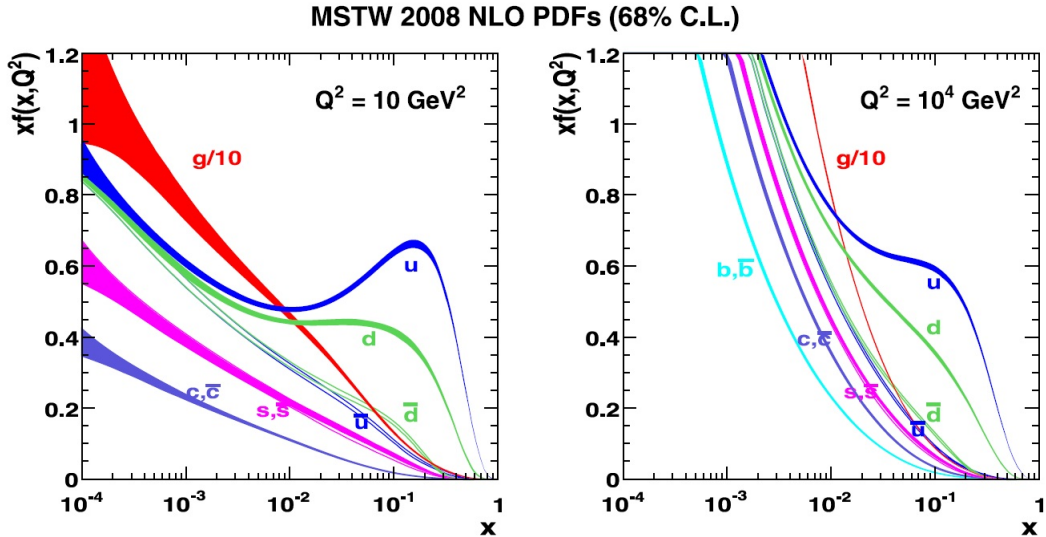 MSTW 2008 NLO PDFs (68% C.L.)
xf(x,Q²)
1.2
1
0.8
0.6
0.4
0.2
0
Q² = 10 GeV²
g/10
u
d
c,c̅
s,s̅
u̅
d̅
10⁻⁴
10⁻³
10⁻²
10⁻¹
1
x
xf(x,Q²)
1.2
1
0.8
0.6
0.4
0.2
0
Q² = 10⁴ GeV²
g/10
b,b̅
u
d
c,c̅
s,s̅
d̅
u̅
10⁻⁴
10⁻³
10⁻²
10⁻¹
1
x